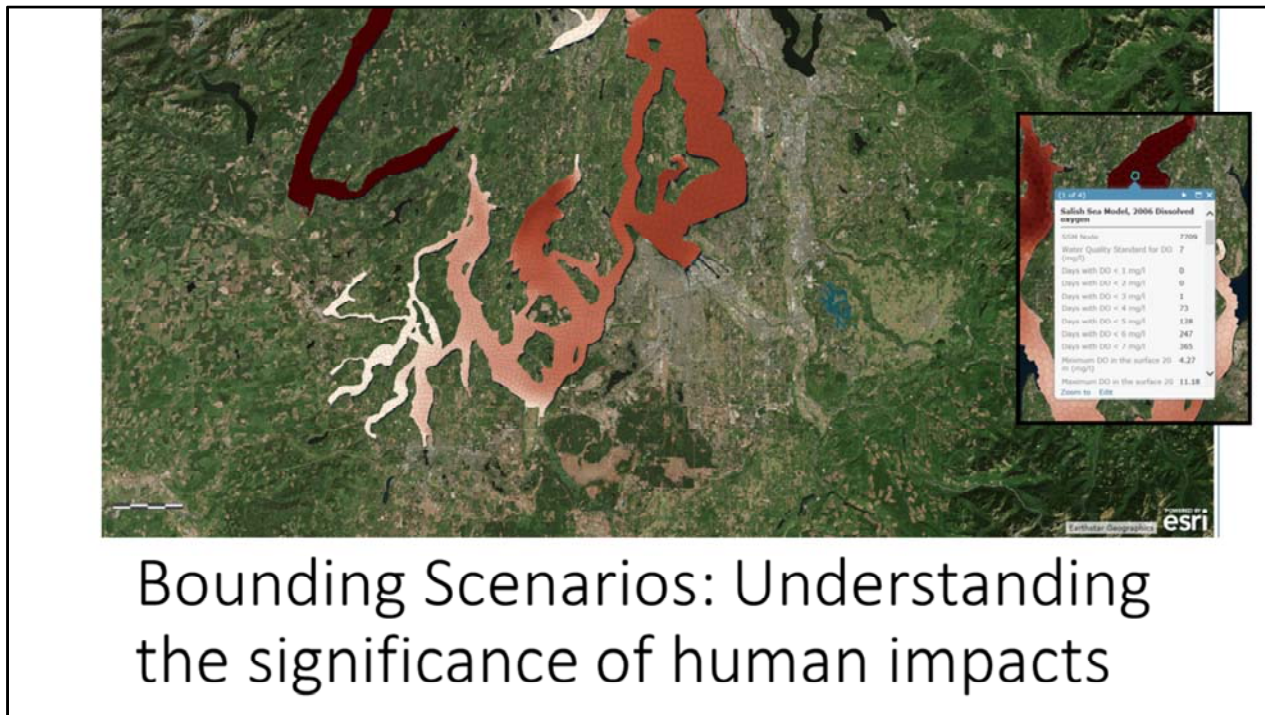 (1 of 4)
Salish Sea Model, 2006 Dissolved
oxygen
SSM Node 7709
Water Quality Standard for DO 7
(mg/l)
Days with DO < 1 mg/l 0
Days with DO < 2 mg/l 0
Days with DO < 3 mg/l 1
Days with DO < 4 mg/l 73
Days with DO < 5 mg/l 138
Days with DO < 6 mg/l 247
Days with DO < 7 mg/l 365
Minimum DO in the surface 20 4.27
m (mg/l)
Maximum DO in the surface 20 11.18
Zoom to Edit
Earthstar Geographics
POWERED BY
esri
Bounding Scenarios: Understanding
the significance of human impacts